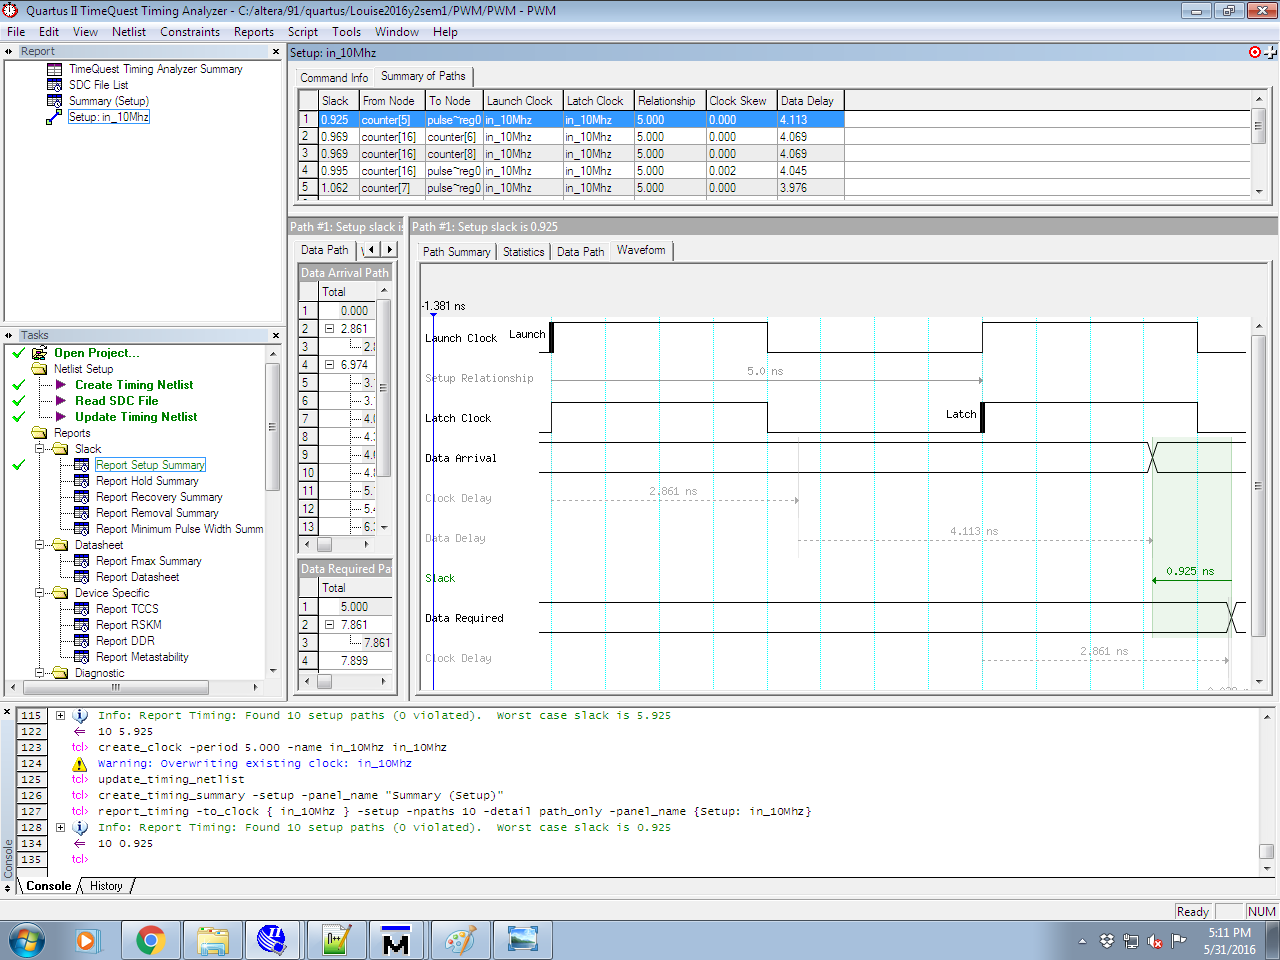 Quartus II TimeQuest Timing Analyzer - C:/altera/91/quartus/Louise2016y2sem1/PWM/PWM - PWM
File Edit View Netlist Constraints Reports Script Tools Window Help
Report
TimeQuest Timing Analyzer Summary
SDC File List
Summary (Setup)
Setup: in_10Mhz
Setup: in_10Mhz
Command Info Summary of Paths
Slack From Node To Node Launch Clock Latch Clock Relationship Clock Skew Data Delay
1 0.925 counter[5] pulse~reg0 in_10Mhz in_10Mhz 5.000 0.000 4.113
2 0.969 counter[16] counter[6] in_10Mhz in_10Mhz 5.000 0.000 4.069
3 0.969 counter[16] counter[8] in_10Mhz in_10Mhz 5.000 0.000 4.069
4 0.995 counter[16] pulse~reg0 in_10Mhz in_10Mhz 5.000 0.002 4.045
5 1.062 counter[7] pulse~reg0 in_10Mhz in_10Mhz 5.000 0.000 3.976
Tasks
Open Project...
Netlist Setup
Create Timing Netlist
Read SDC File
Update Timing Netlist
Reports
Slack
Report Setup Summary
Report Hold Summary
Report Recovery Summary
Report Removal Summary
Report Minimum Pulse Width Summ
Datasheet
Report Fmax Summary
Report Datasheet
Device Specific
Report TCCS
Report RSKM
Report DDR
Report Metastability
Diagnostic
Path #1: Setup slack is
Data Path
Data Arrival Path
Total
1 0.000
2 2.861
3 2.8
4 6.974
5 3.
6 3.
7 4.0
8 4.
9 4.
10 4.
11 5.
12 5.
13 6.
Data Required Pa
Total
1 5.000
2 7.861
3 7.861
4 7.899
Path #1: Setup slack is 0.925
Path Summary Statistics Data Path Waveform
-1.381 ns
Launch Clock Launch
Setup Relationship 5.0 ns
Latch Clock Latch
Data Arrival
Clock Delay 2.861 ns
Data Delay 4.113 ns
Slack 0.925 ns
Data Required
Clock Delay 2.861 ns
115 Info: Report Timing: Found 10 setup paths (0 violated). Worst case slack is 5.925
122 10 5.925
123 tcl> create_clock -period 5.000 -name in_10Mhz in_10Mhz
124 Warning: Overwriting existing clock: in_10Mhz
125 tcl> update_timing_netlist
126 tcl> create_timing_summary -setup -panel_name "Summary (Setup)"
127 tcl> report_timing -to_clock { in_10Mhz } -setup -npaths 10 -detail path_only -panel_name {Setup: in_10Mhz}
128 Info: Report Timing: Found 10 setup paths (0 violated). Worst case slack is 0.925
134 10 0.925
135 tcl>
Console
Console History
Ready NUM
5:11 PM
5/31/2016